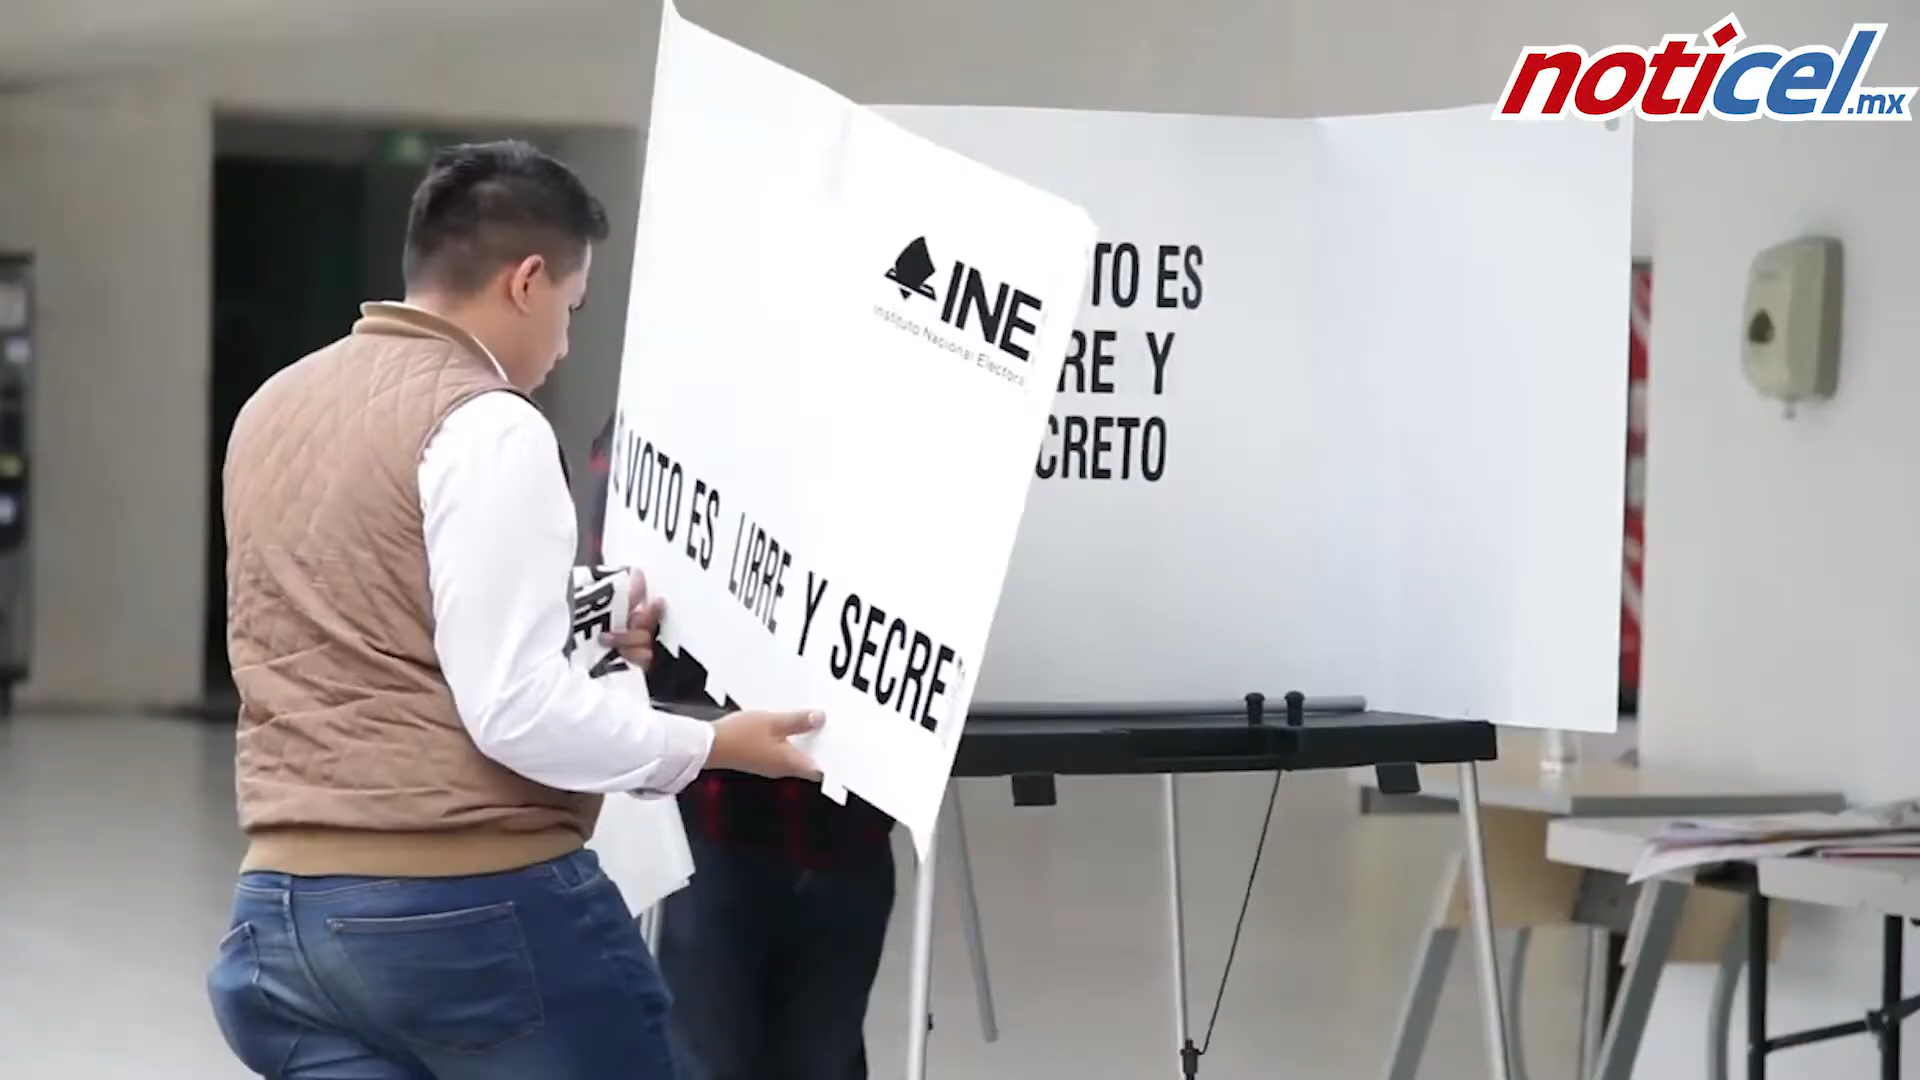 noticel.mx
INE
Instituto Nacional Electoral
VOTO ES LIBRE Y SECRE
TO ES
RE Y
CRETO